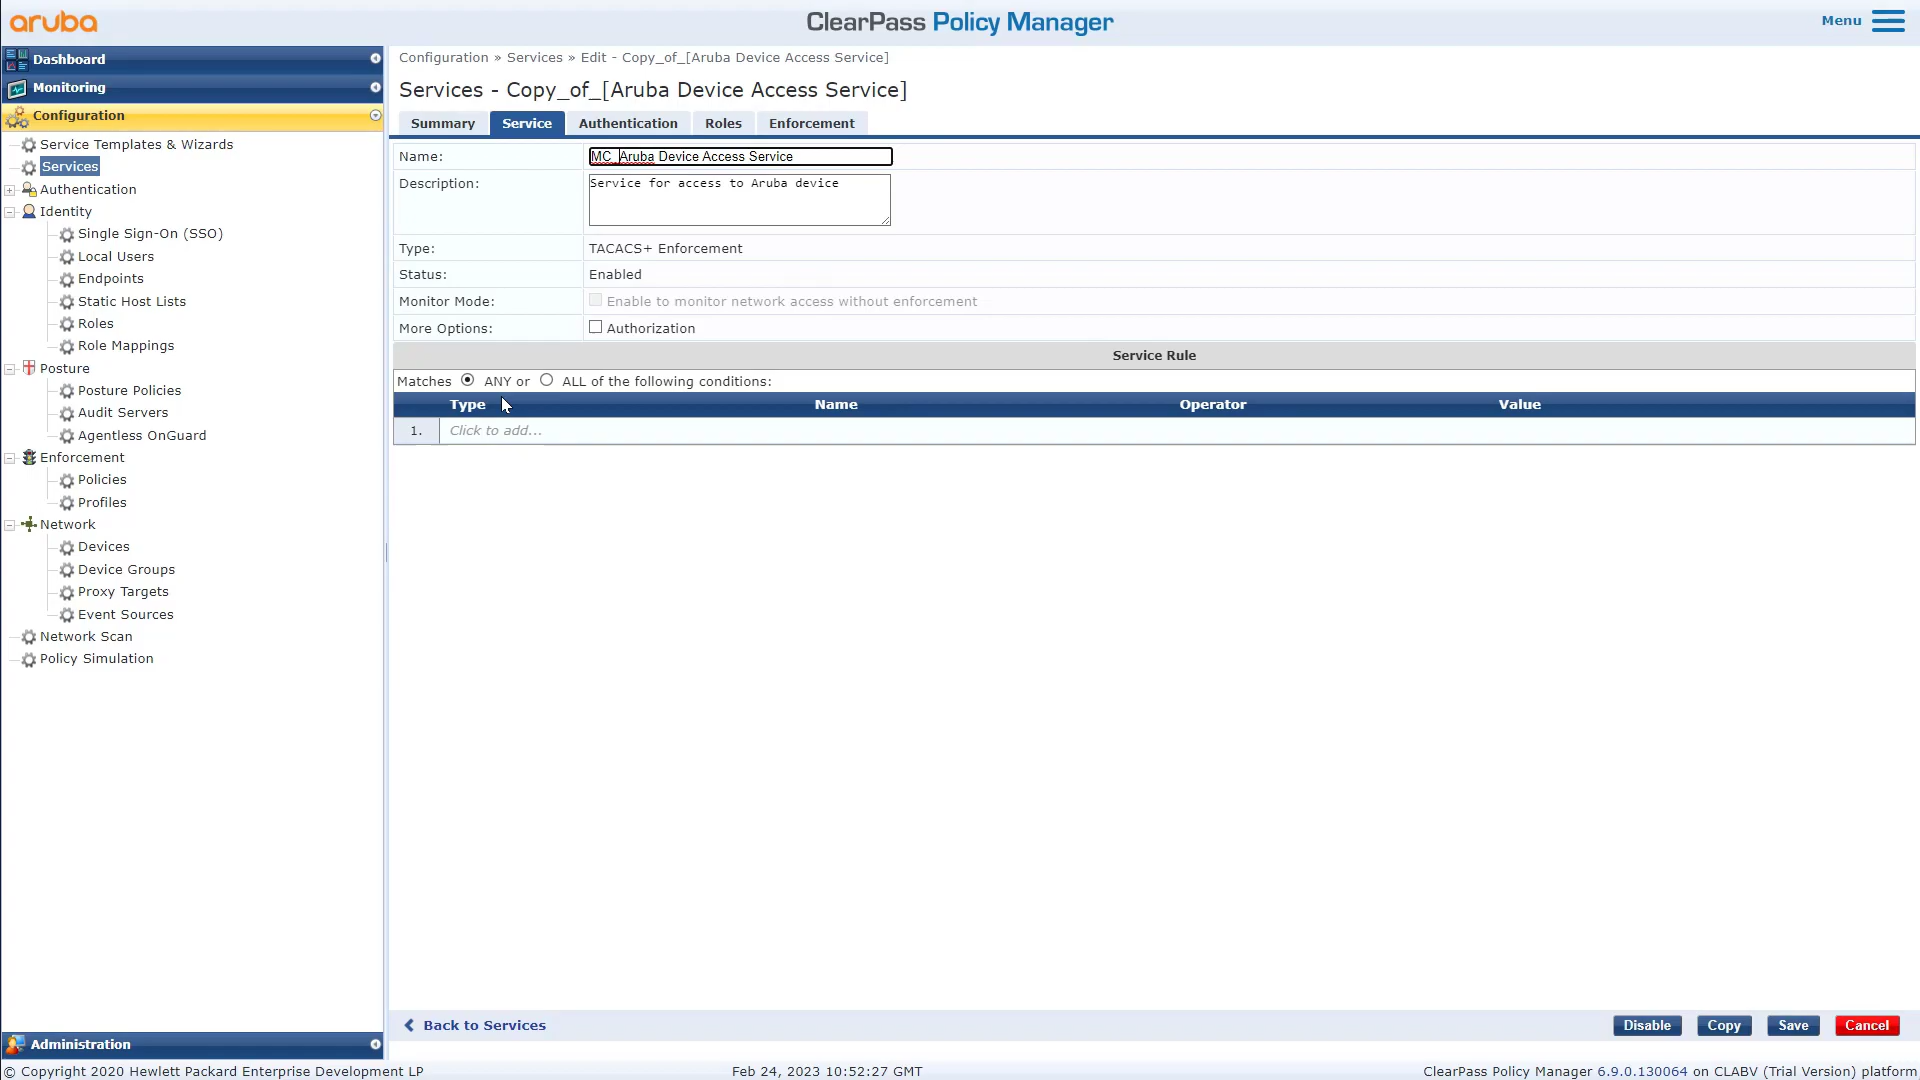 aruba
ClearPass Policy Manager
Menu
Dashboard
Monitoring
Configuration
Service Templates & Wizards
Services
Authentication
Identity
Single Sign-On (SSO)
Local Users
Endpoints
Static Host Lists
Roles
Role Mappings
Posture
Posture Policies
Audit Servers
Agentless OnGuard
Enforcement
Policies
Profiles
Network
Devices
Device Groups
Proxy Targets
Event Sources
Network Scan
Policy Simulation
Administration
Configuration » Services » Edit - Copy_of_[Aruba Device Access Service]
Services - Copy_of_[Aruba Device Access Service]
Summary Service Authentication Roles Enforcement
Name: MC_Aruba Device Access Service
Description: Service for access to Aruba device
Type: TACACS+ Enforcement
Status: Enabled
Monitor Mode: Enable to monitor network access without enforcement
More Options: Authorization
Service Rule
Matches ANY or ALL of the following conditions:
Type Name Operator Value
1. Click to add...
Back to Services Disable Copy Save Cancel
© Copyright 2020 Hewlett Packard Enterprise Development LP Feb 24, 2023 10:52:27 GMT ClearPass Policy Manager 6.9.0.130064 on CLABV (Trial Version) platform